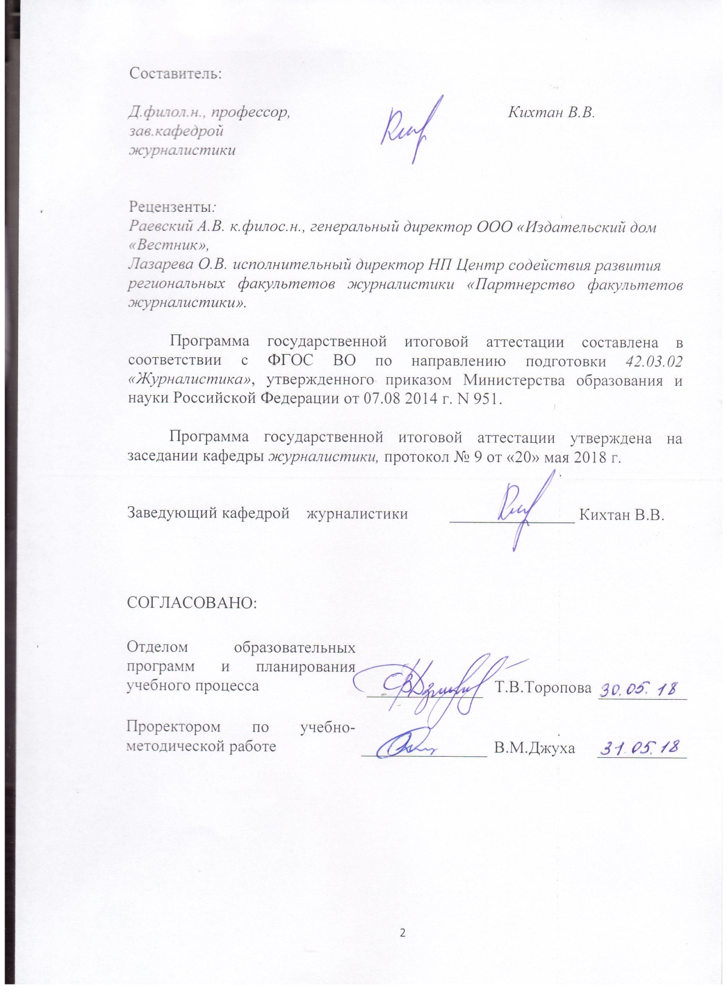 Составитель:
Д.филол.н., профессор, Кихтан В.В.
зав.кафедрой
журналистики
Рецензенты:
Раевский А.В. к.филос.н., генеральный директор ООО «Издательский дом
«Вестник»,
Лазарева О.В. исполнительный директор НП Центр содействия развития
региональных факультетов журналистики «Партнерство факультетов
журналистики».
Программа государственной итоговой аттестации составлена в
соответствии с ФГОС ВО по направлению подготовки 42.03.02
«Журналистика», утвержденного приказом Министерства образования и
науки Российской Федерации от 07.08 2014 г. N 951.
Программа государственной итоговой аттестации утверждена на
заседании кафедры журналистики, протокол № 9 от «20» мая 2018 г.
Заведующий кафедрой журналистики Кихтан В.В.
СОГЛАСОВАНО:
Отделом образовательных
программ и планирования
учебного процесса Т.В.Торопова 30.05.18
Проректором по учебно-
методической работе В.М.Джуха 31.05.18
2